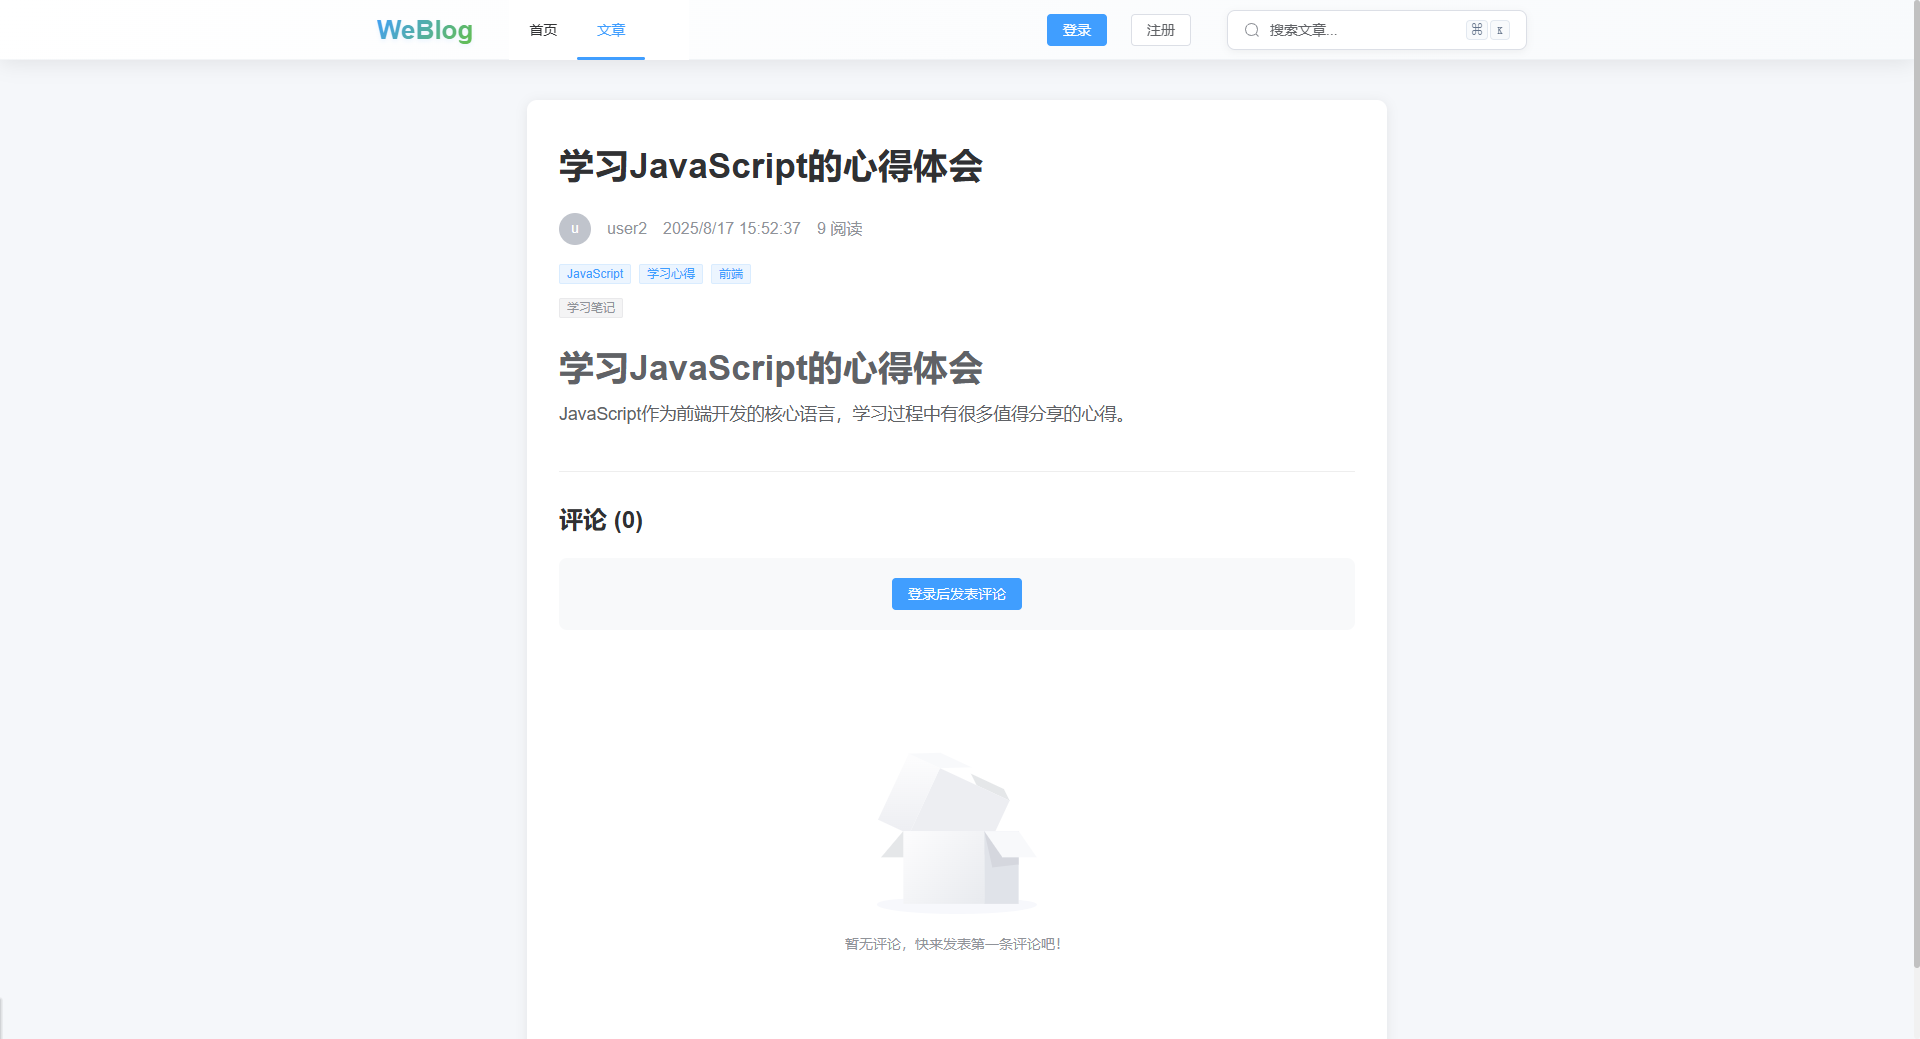 WeBlog 首页 文章 登录 注册 搜索文章... ⌘ K
学习JavaScript的心得体会
u user2 2025/8/17 15:52:37 9 阅读
JavaScript 学习心得 前端
学习笔记
学习JavaScript的心得体会
JavaScript作为前端开发的核心语言，学习过程中有很多值得分享的心得。
评论 (0)
登录后发表评论
暂无评论，快来发表第一条评论吧！